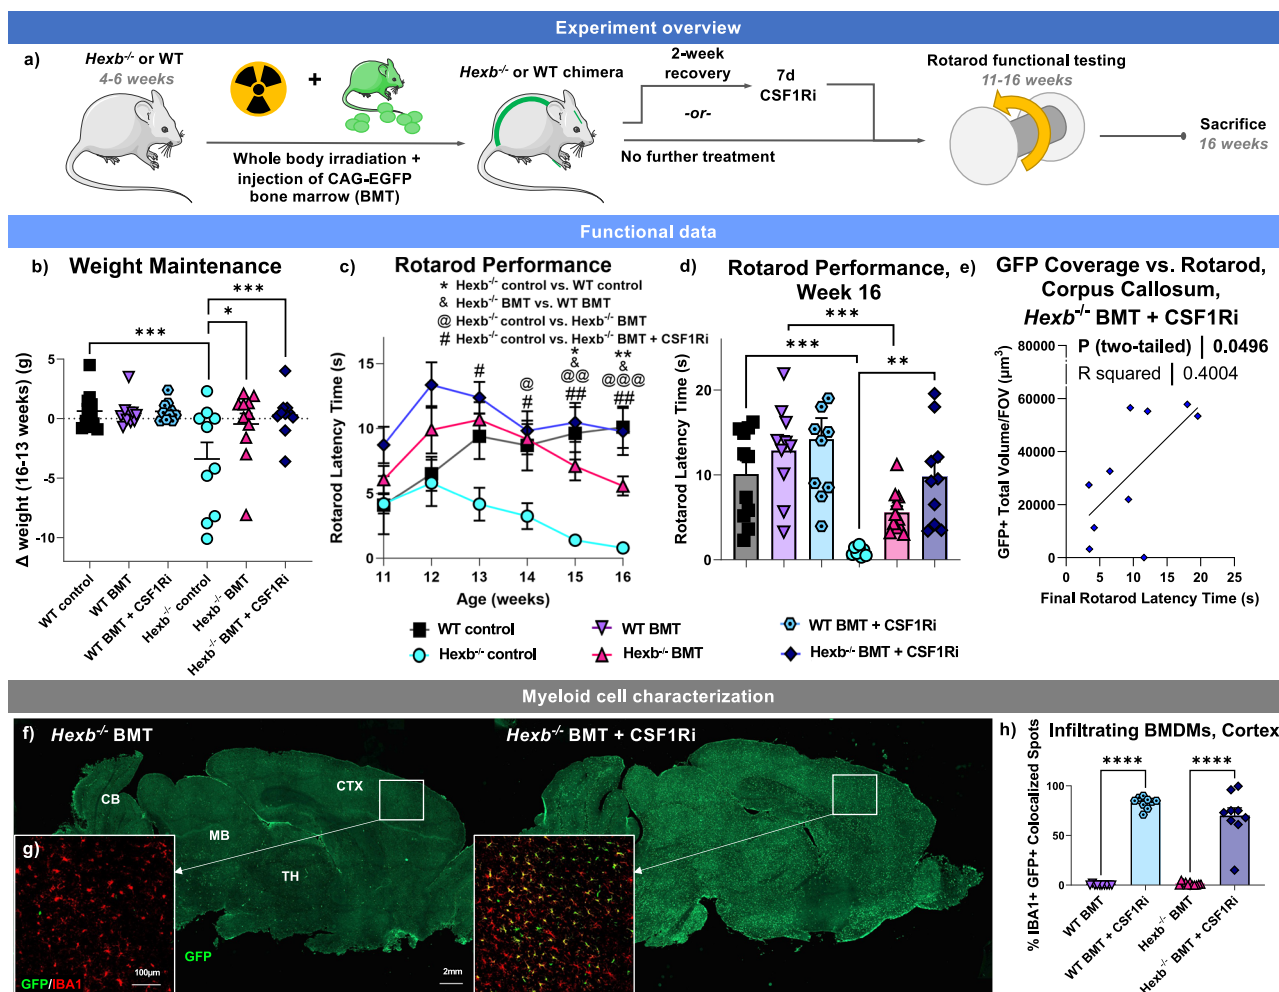 Experiment overview
a)
Hexb-/- or WT
4-6 weeks
+
Whole body irradiation +
injection of CAG-EGFP
bone marrow (BMT)
Hexb-/- or WT chimera
2-week
recovery
7d
CSF1Ri
-or-
No further treatment
Rotarod functional testing
11-16 weeks
Sacrifice
16 weeks
Functional data
b) Weight Maintenance
*** * ***
Δ weight (16-13 weeks) (g)
5
0
-5
-10
WT control
WT BMT
WT BMT + CSF1Ri
Hexb-/- control
Hexb-/- BMT
Hexb-/- BMT + CSF1Ri
c) Rotarod Performance
* Hexb-/- control vs. WT control
& Hexb-/- BMT vs. WT BMT
@ Hexb-/- control vs. Hexb-/- BMT
# Hexb-/- control vs. Hexb-/- BMT + CSF1Ri
#
@
#
*
&
@@
##
**
&
@@@
##
Rotarod Latency Time (s)
15
10
5
0
11 12 13 14 15 16
Age (weeks)
d) Rotarod Performance,
Week 16
*** *** **
Rotarod Latency Time (s)
20
10
0
WT control
WT BMT
WT BMT + CSF1Ri
Hexb-/- control
Hexb-/- BMT
Hexb-/- BMT + CSF1Ri
e) GFP Coverage vs. Rotarod,
Corpus Callosum,
Hexb-/- BMT + CSF1Ri
P (two-tailed) | 0.0496
R squared | 0.4004
GFP+ Total Volume/FOV (µm³)
80000
60000
40000
20000
0
0 5 10 15 20 25
Final Rotarod Latency Time (s)
Myeloid cell characterization
f) Hexb-/- BMT
Hexb-/- BMT + CSF1Ri
CB
CTX
MB
TH
GFP
2mm
g)
GFP/IBA1
100µm
h) Infiltrating BMDMs, Cortex
**** ****
% IBA1+ GFP+ Colocalized Spots
100
50
0
WT BMT
WT BMT + CSF1Ri
Hexb-/- BMT
Hexb-/- BMT + CSF1Ri